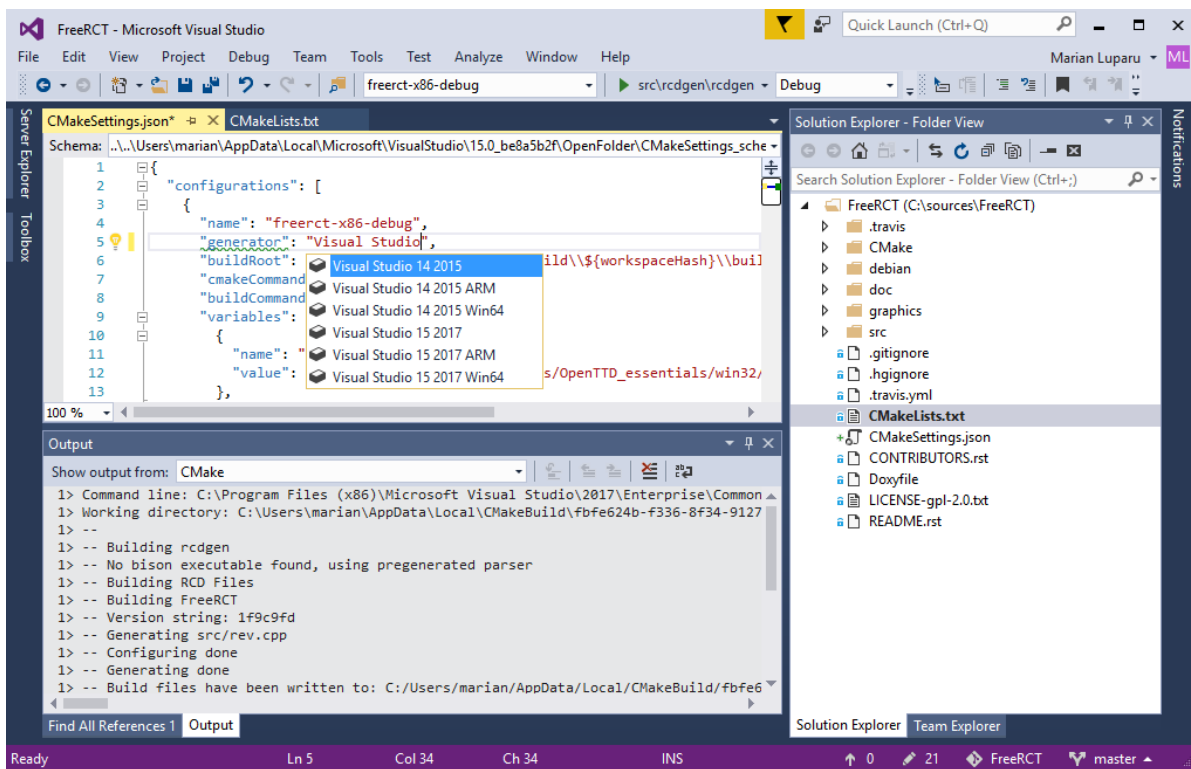 FreeRCT - Microsoft Visual Studio
Quick Launch (Ctrl+Q)
File Edit View Project Debug Team Tools Test Analyze Window Help
Marian Luparu ML
freerct-x86-debug src\rcdgen\rcdgen Debug
Server Explorer
Toolbox
CMakeSettings.json* CMakeLists.txt
Schema: ..\..\Users\marian\AppData\Local\Microsoft\VisualStudio\15.0_be8a5b2f\OpenFolder\CMakeSettings_sche
1 {
2 "configurations": [
3 {
4 "name": "freerct-x86-debug",
5 "generator": "Visual Studio",
6 "buildRoot": ild\\${workspaceHash}\\buil
7 "cmakeCommand
8 "buildCommand
9 "variables":
10 {
11 "name": "
12 "value": s/OpenTTD_essentials/win32/
13 },
Visual Studio 14 2015
Visual Studio 14 2015 ARM
Visual Studio 14 2015 Win64
Visual Studio 15 2017
Visual Studio 15 2017 ARM
Visual Studio 15 2017 Win64
100 %
Output
Show output from: CMake
1> Command line: C:\Program Files (x86)\Microsoft Visual Studio\2017\Enterprise\Common
1> Working directory: C:\Users\marian\AppData\Local\CMakeBuild\fbfe624b-f336-8f34-9127
1> --
1> -- Building rcdgen
1> -- No bison executable found, using pregenerated parser
1> -- Building RCD Files
1> -- Building FreeRCT
1> -- Version string: 1f9c9fd
1> -- Generating src/rev.cpp
1> -- Configuring done
1> -- Generating done
1> -- Build files have been written to: C:/Users/marian/AppData/Local/CMakeBuild/fbfe6
Find All References 1 Output
Solution Explorer - Folder View
Search Solution Explorer - Folder View (Ctrl+;)
FreeRCT (C:\sources\FreeRCT)
.travis
CMake
debian
doc
graphics
src
.gitignore
.hgignore
.travis.yml
CMakeLists.txt
CMakeSettings.json
CONTRIBUTORS.rst
Doxyfile
LICENSE-gpl-2.0.txt
README.rst
Solution Explorer Team Explorer
Notifications
Ready Ln 5 Col 34 Ch 34 INS 0 21 FreeRCT master